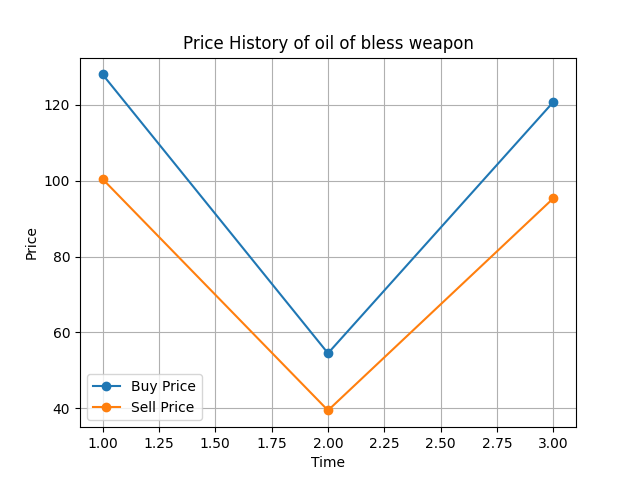 Price History of oil of bless weapon
Price
120
100
80
60
40
Buy Price
Sell Price
1.00 1.25 1.50 1.75 2.00 2.25 2.50 2.75 3.00
Time